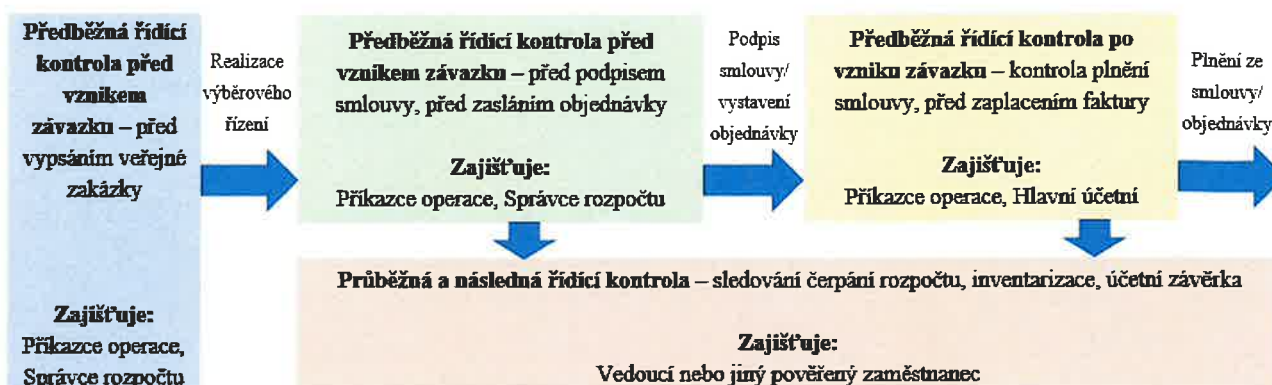 Předběžná řídící
kontrola před
vznikem
závazku – před
vypsáním veřejné
zakázky
Zajišťuje:
Příkazce operace,
Správce rozpočtu
Realizace
výběrového
řízení
Předběžná řídící kontrola před
vznikem závazku – před podpisem
smlouvy, před zasláním objednávky
Zajišťuje:
Příkazce operace, Správce rozpočtu
Podpis
smlouvy/
vystavení
objednávky
Předběžná řídící kontrola po
vzniku závazku – kontrola plnění
smlouvy, před zaplacením faktury
Zajišťuje:
Příkazce operace, Hlavní účetní
Plnění ze
smlouvy/
objednávky
Průběžná a následná řídící kontrola – sledování čerpání rozpočtu, inventarizace, účetní závěrka
Zajišťuje:
Vedoucí nebo jiný pověřený zaměstnanec